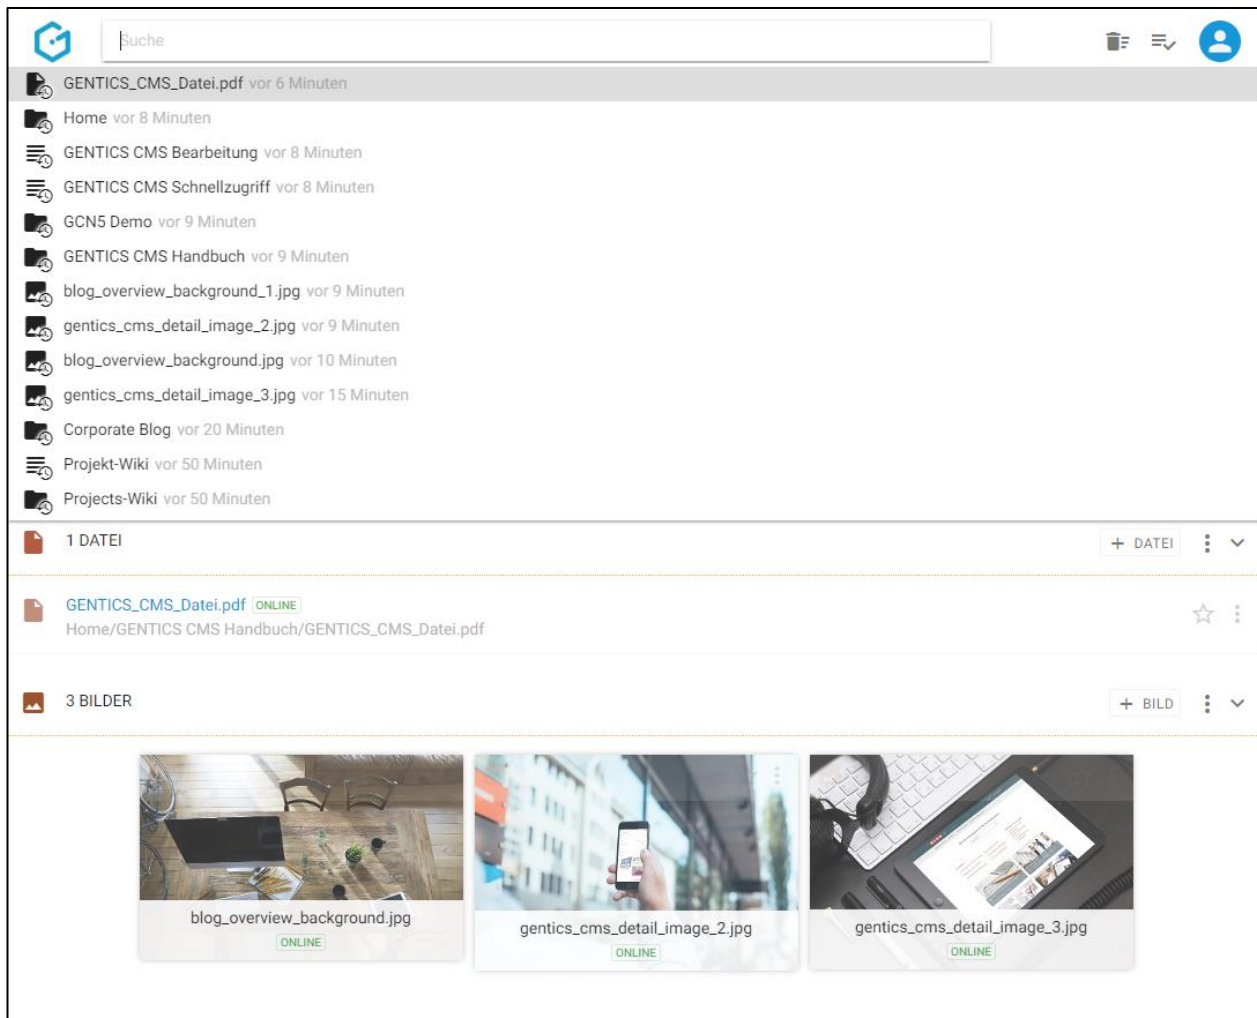 Suche
GENTICS_CMS_Datei.pdf vor 6 Minuten
Home vor 8 Minuten
GENTICS CMS Bearbeitung vor 8 Minuten
GENTICS CMS Schnellzugriff vor 8 Minuten
GCN5 Demo vor 9 Minuten
GENTICS CMS Handbuch vor 9 Minuten
blog_overview_background_1.jpg vor 9 Minuten
gentics_cms_detail_image_2.jpg vor 9 Minuten
blog_overview_background.jpg vor 10 Minuten
gentics_cms_detail_image_3.jpg vor 15 Minuten
Corporate Blog vor 20 Minuten
Projekt-Wiki vor 50 Minuten
Projects-Wiki vor 50 Minuten
1 DATEI + DATEI
GENTICS_CMS_Datei.pdf ONLINE
Home/GENTICS CMS Handbuch/GENTICS_CMS_Datei.pdf
3 BILDER + BILD
blog_overview_background.jpg
ONLINE
gentics_cms_detail_image_2.jpg
ONLINE
gentics_cms_detail_image_3.jpg
ONLINE